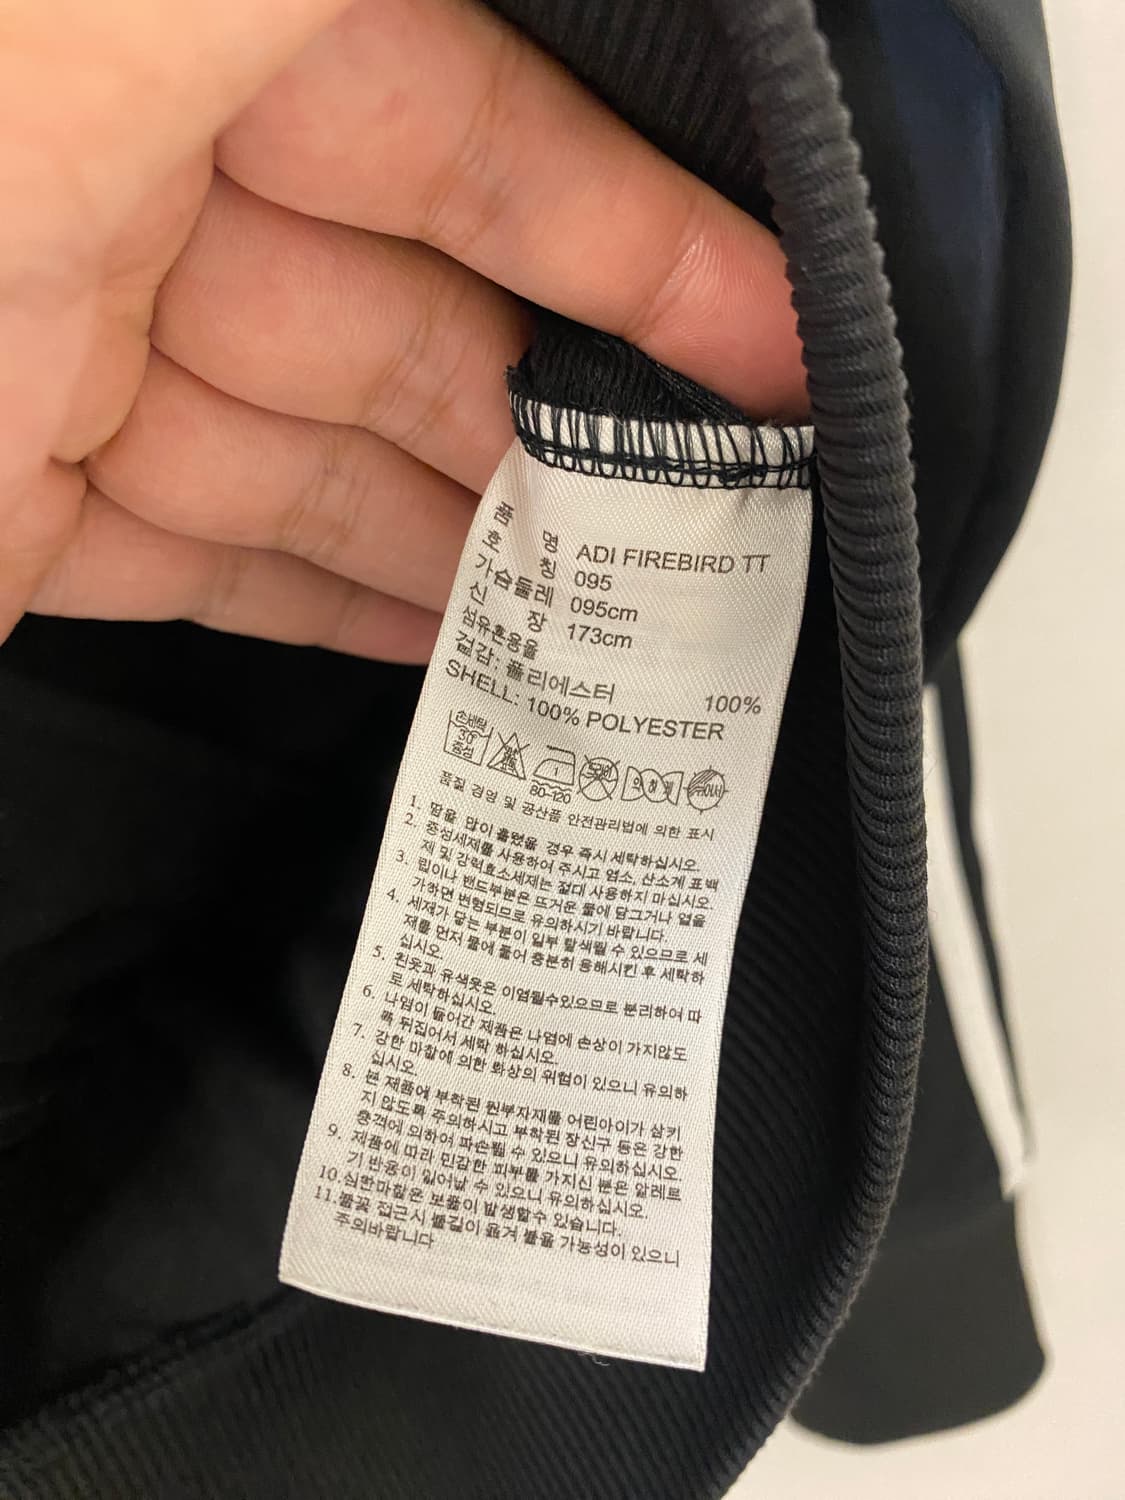 품 명 ADI FIREBIRD TT
호 칭 095
가슴둘레 095cm
신 장 173cm
섬유혼용율
겉감: 폴리에스터 100%
SHELL: 100% POLYESTER
손세탁 30 중성
80~120
품질 경영 및 공산품 안전관리법에 의한 표시
1. 땀을 많이 흘렸을 경우 즉시 세탁하십시오.
2. 중성세제를 사용하여 주시고 염소, 산소계 표백
제 및 강력효소세제는 절대 사용하지 마십시오.
3. 립이나 밴드부분은 뜨거운 물에 담그거나 열을
가하면 변형되므로 유의하시기 바랍니다.
4. 세제가 닿는 부분이 일부 탈색될 수 있으므로 세
제를 먼저 물에 풀어 충분히 용해시킨 후 세탁하
십시오.
5. 흰옷과 유색옷은 이염될수있으므로 분리하여 따
로 세탁하십시오.
6. 나염이 들어간 제품은 나염에 손상이 가지않도
록 뒤집어서 세탁 하십시오.
7. 강한 마찰에 의한 화상의 위험이 있으니 유의하
십시오
8. 본 제품에 부착된 원부자재를 어린아이가 삼키
지 않도록 주의하시고 부착된 장신구 등은 강한
충격에 의하여 파손될 수 있으니 유의하십시오.
9. 제품에 따라 민감한 피부를 가지신 분은 알레르
기 반응이 일어날 수 있으니 유의하십시오.
10.심한마찰은 보풀이 발생할수 있습니다.
11.불꽃 접근시 불길이 옮겨 붙을 가능성이 있으니
주의바랍니다